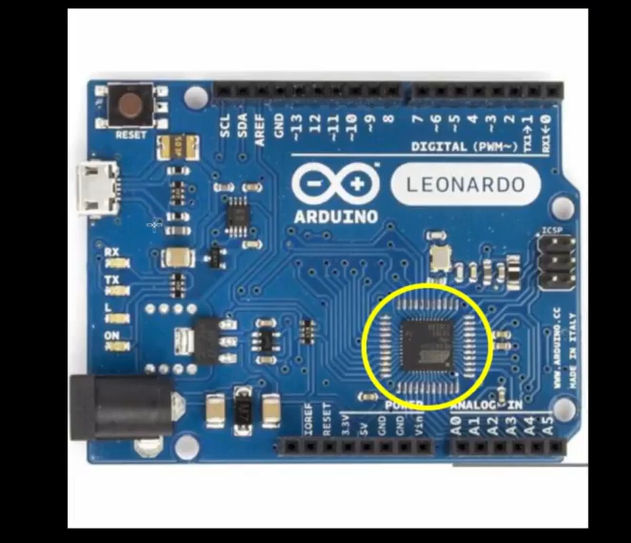 RESET
SCL
SDA
AREF
GND
~13
12
~11
~10
~9
8
7
~6
~5
4
~3
2
TX1→1
RX1←0
DIGITAL (PWM~)
LEONARDO
ARDUINO
ICSP
RX
TX
L
ON
WWW.ARDUINO.CC
MADE IN ITALY
POWER
ANALOG IN
IOREF
RESET
3.3V
5V
GND
GND
Vin
A0
A1
A2
A3
A4
A5